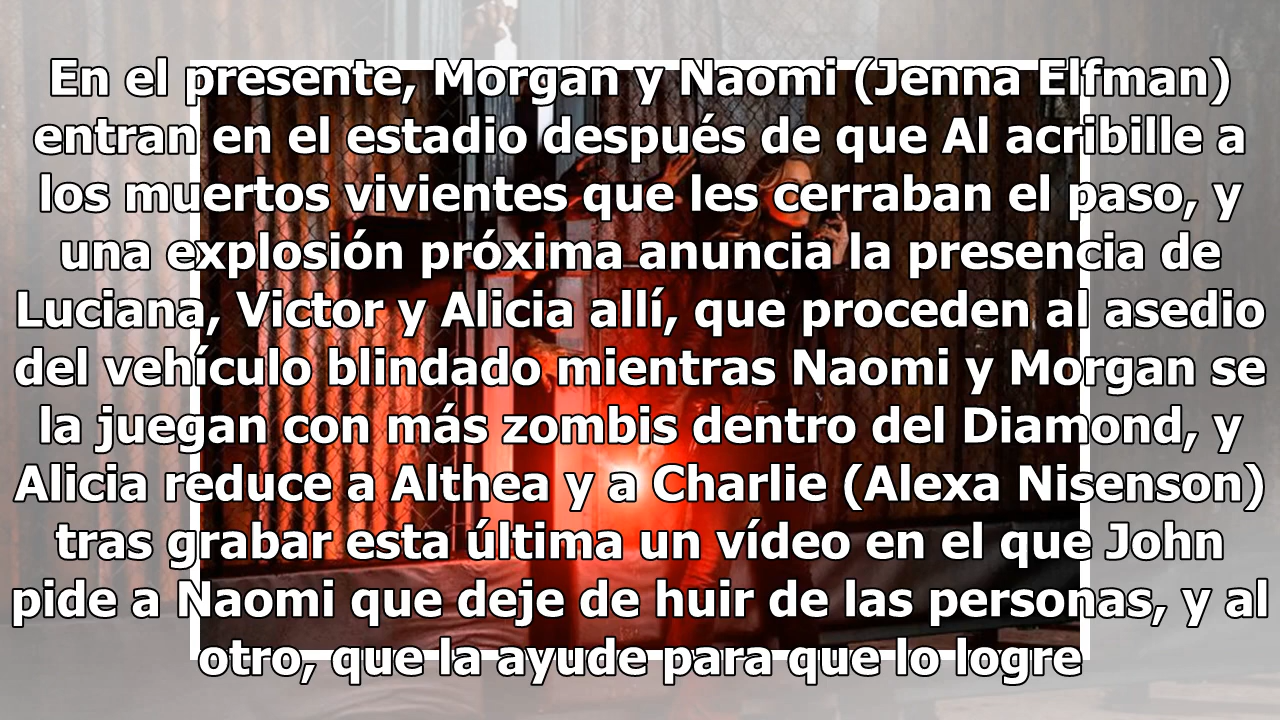 En el presente, Morgan y Naomi (Jenna Elfman)
entran en el estadio después de que Al acribille a
los muertos vivientes que les cerraban el paso, y
una explosión próxima anuncia la presencia de
Luciana, Victor y Alicia allí, que proceden al asedio
del vehículo blindado mientras Naomi y Morgan se
la juegan con más zombis dentro del Diamond, y
Alicia reduce a Althea y a Charlie (Alexa Nisenson)
tras grabar esta última un vídeo en el que John
pide a Naomi que deje de huir de las personas, y al
otro, que la ayude para que lo logre